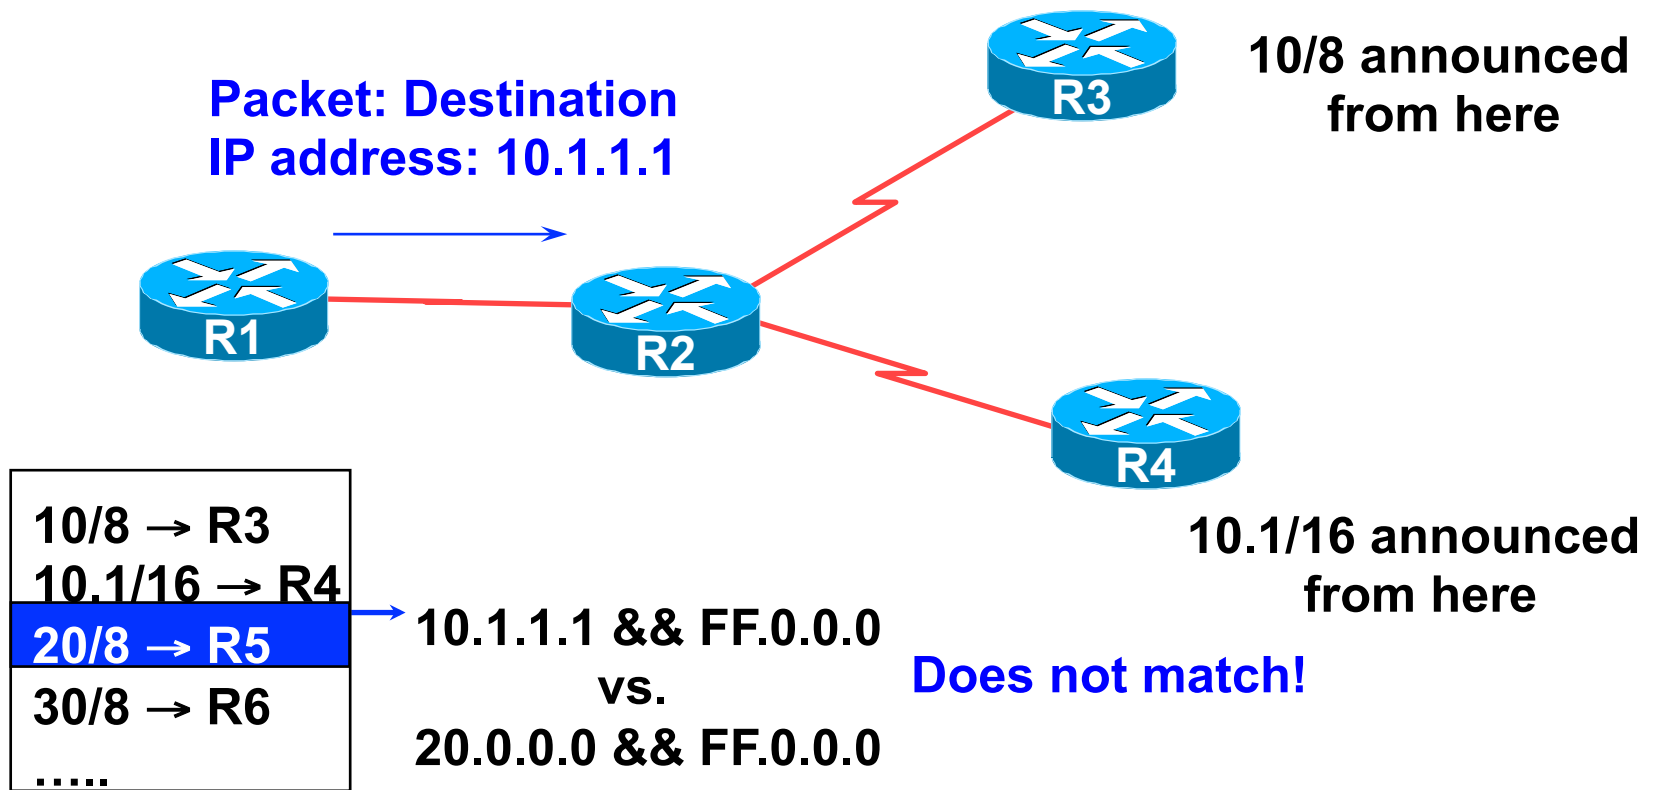 Packet: Destination
IP address: 10.1.1.1
R3
10/8 announced
from here
R1
R2
R4
10.1/16 announced
from here
10/8 → R3
10.1/16 → R4
20/8 → R5
30/8 → R6
…..
10.1.1.1 && FF.0.0.0
vs.
20.0.0.0 && FF.0.0.0
Does not match!